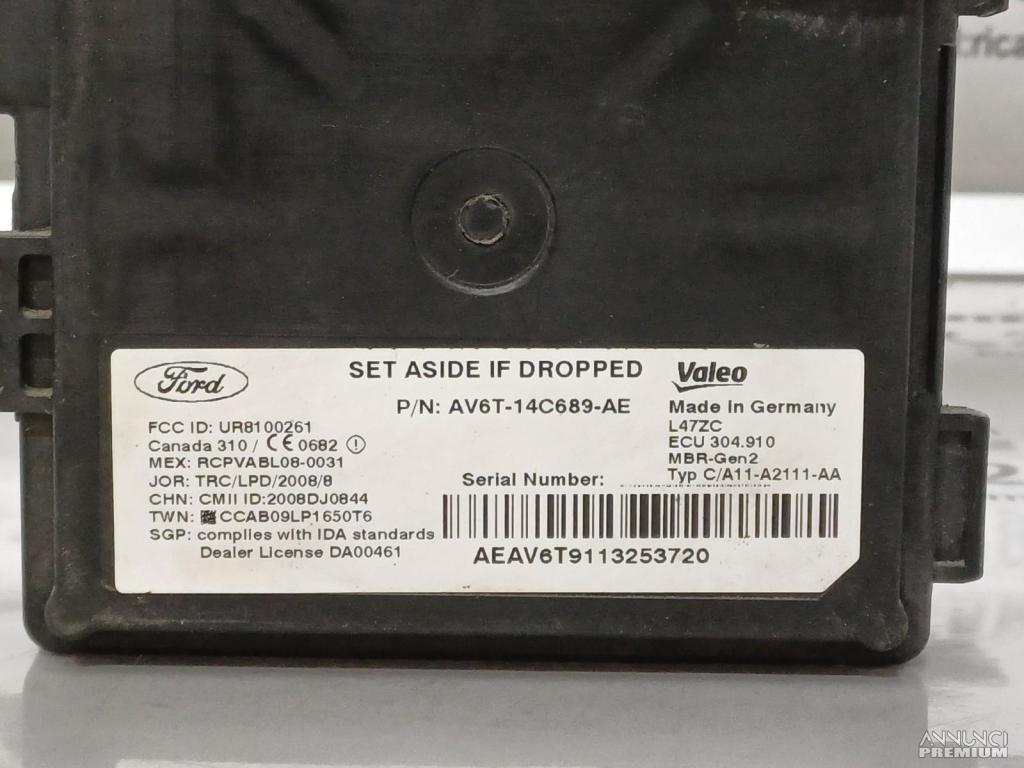 Ford
SET ASIDE IF DROPPED
Valeo
P/N: AV6T-14C689-AE
Made in Germany
L47ZC
ECU 304.910
MBR-Gen2
Typ C/A11-A2111-AA
FCC ID: UR8100261
Canada 310 / CE 0682
MEX: RCPVABL08-0031
JOR: TRC/LPD/2008/8
CHN: CMII ID:2008DJ0844
TWN: CCAB09LP1650T6
SGP: complies with IDA standards
Dealer License DA00461
Serial Number:
AEAV6T9113253720
ANNUNCI
PREMIUM